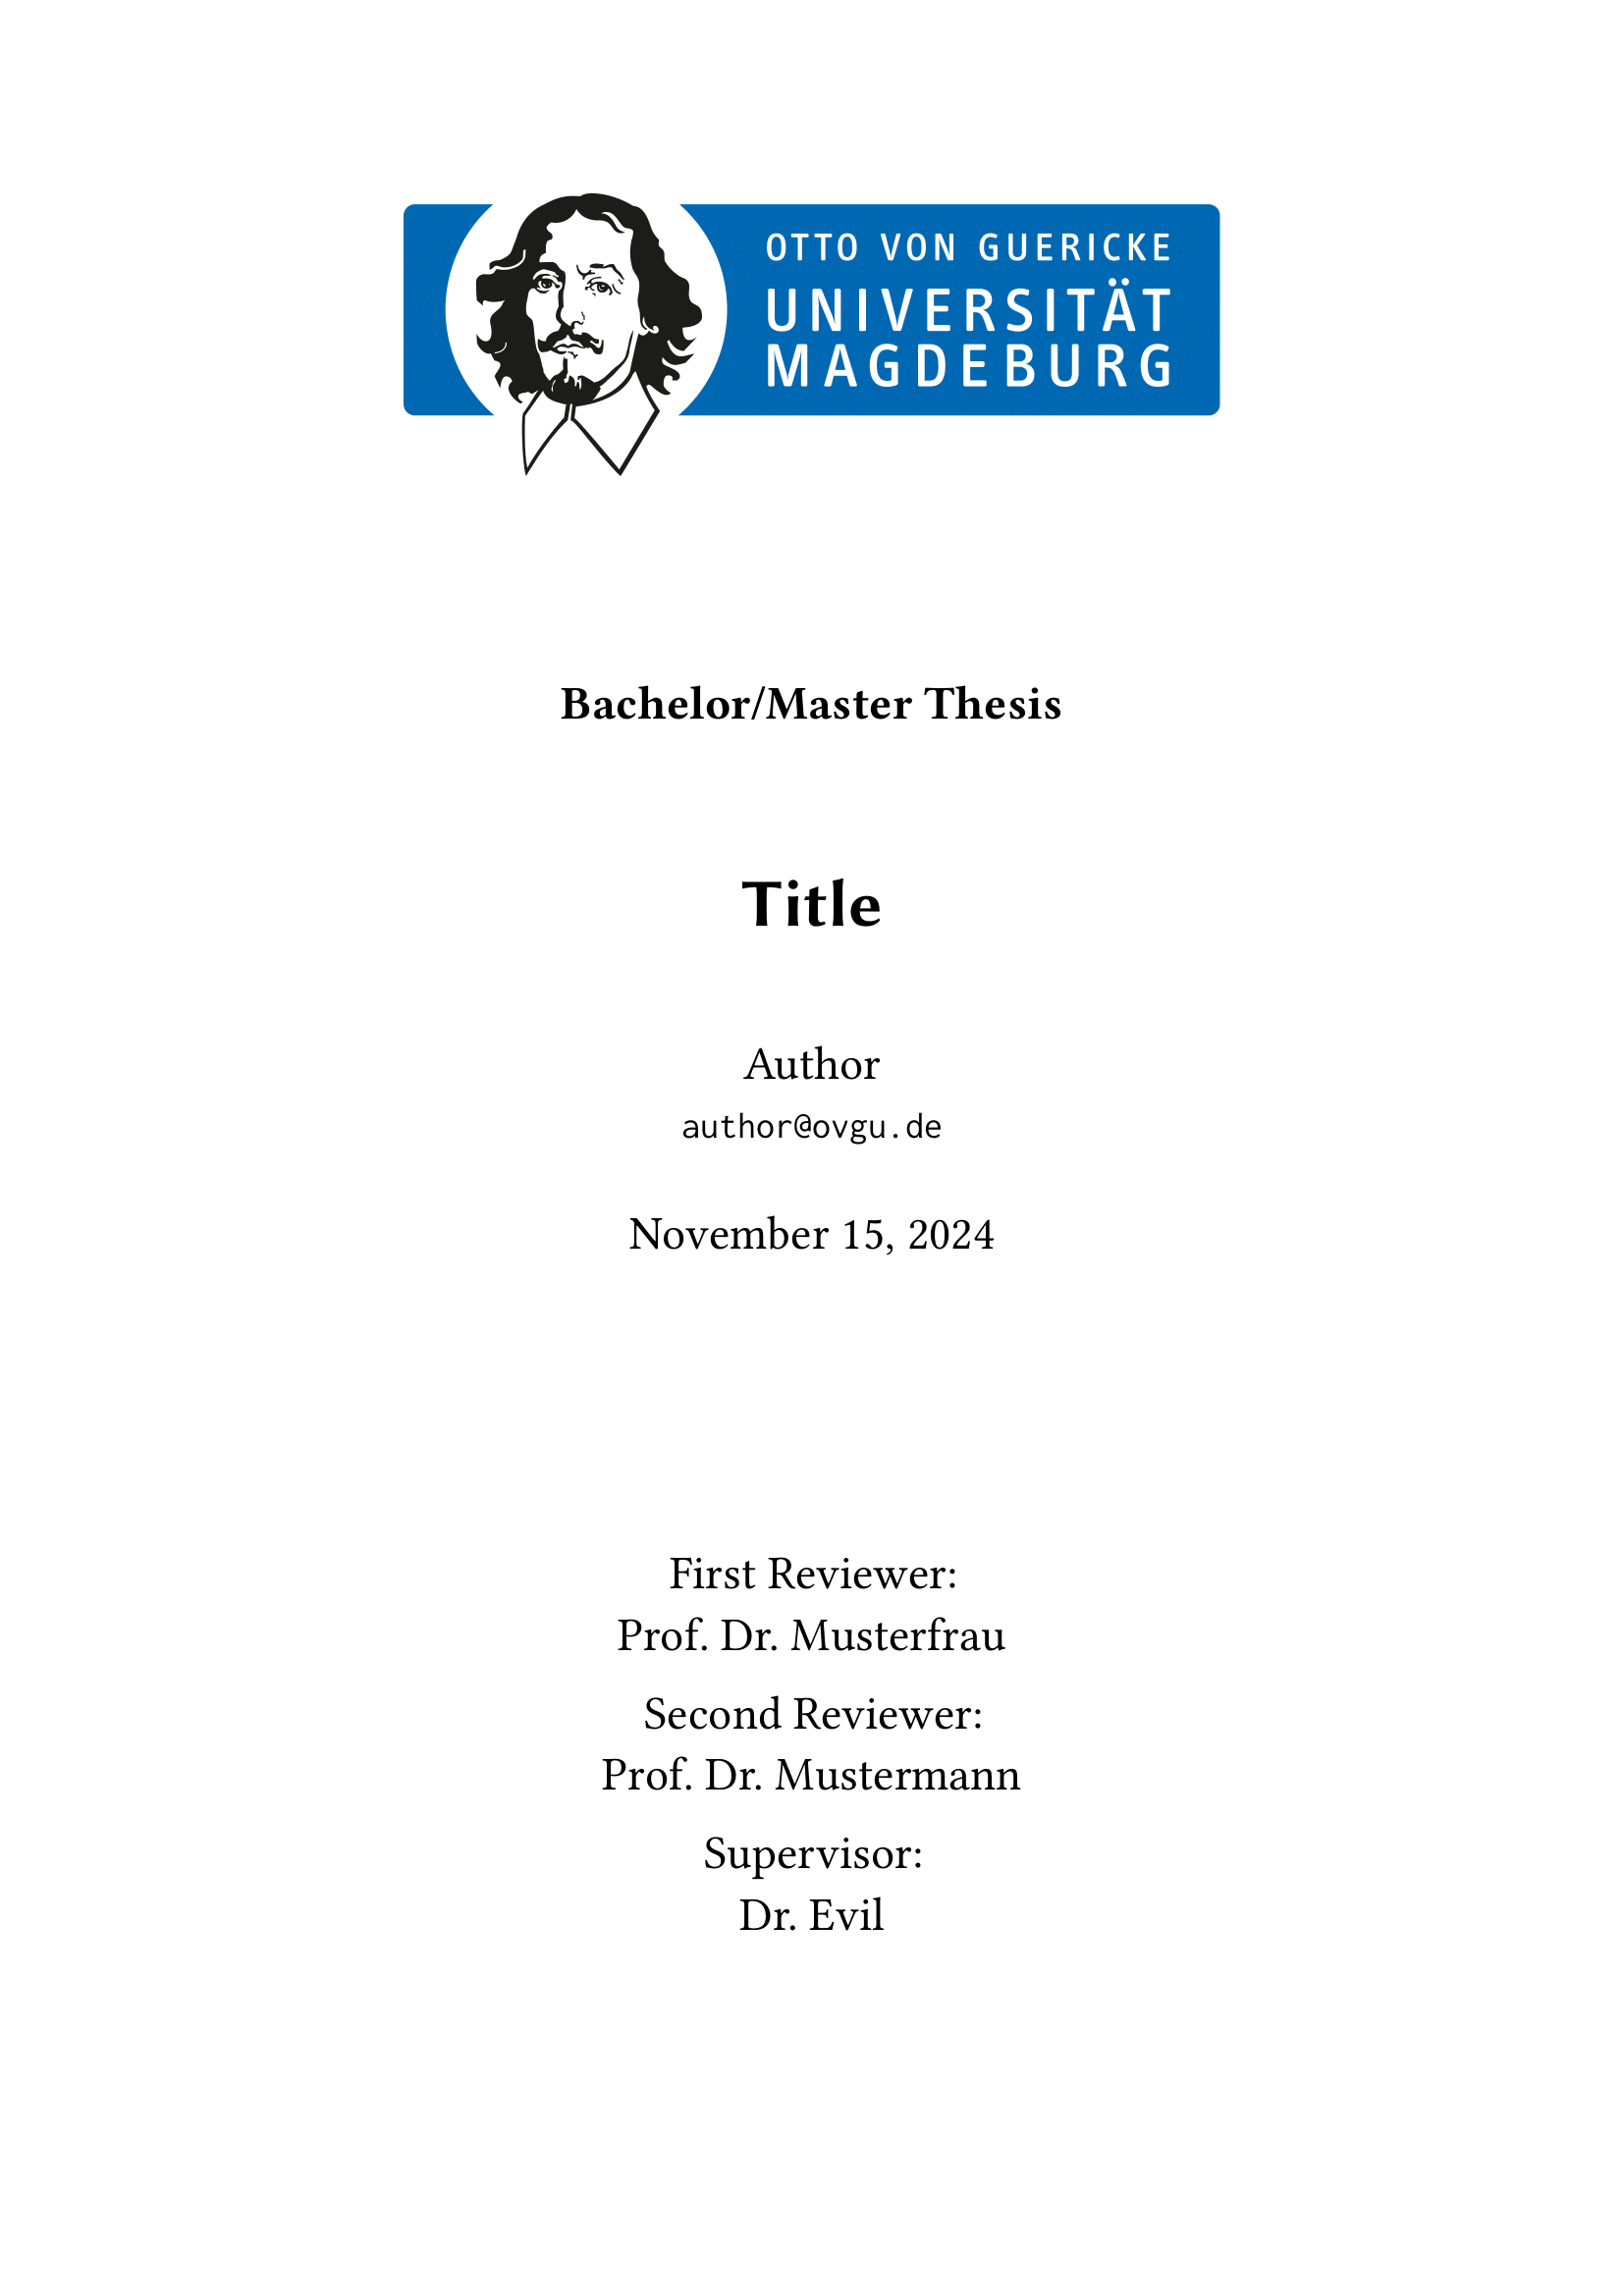 OTTO VON GUERICKE
UNIVERSITÄT
MAGDEBURG
Bachelor/Master Thesis
Title
Author
author@ovgu.de
November 15, 2024
First Reviewer:
Prof. Dr. Musterfrau
Second Reviewer:
Prof. Dr. Mustermann
Supervisor:
Dr. Evil